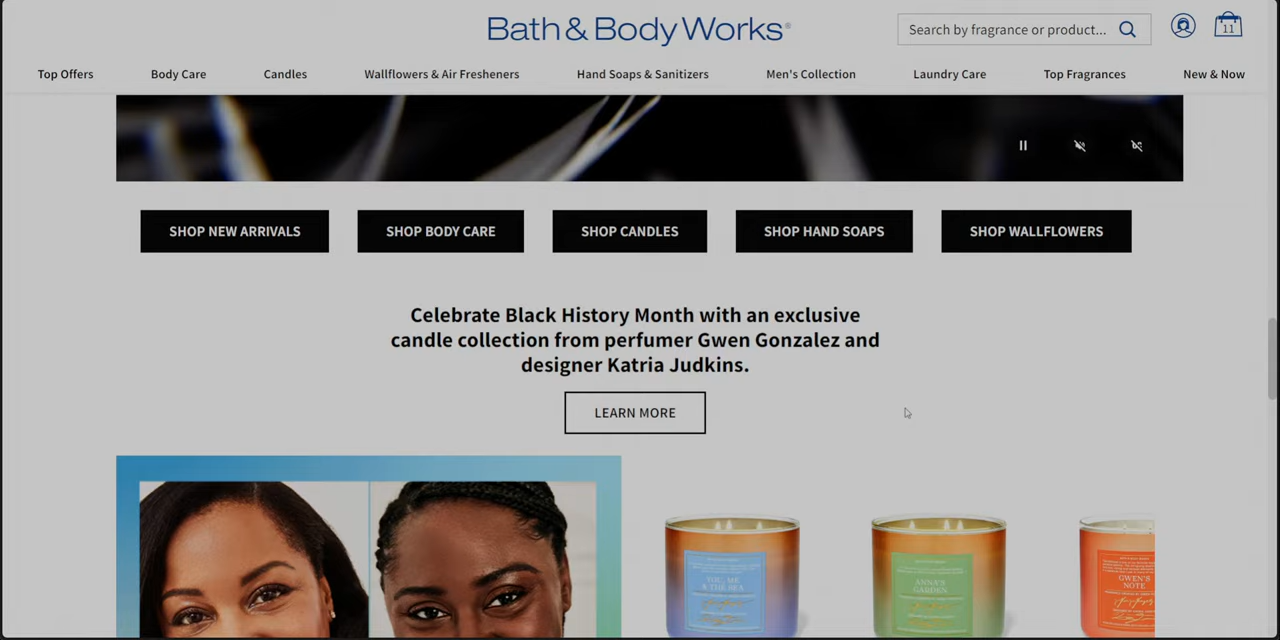 Bath & Body Works®
Search by fragrance or product...
11
Top Offers
Body Care
Candles
Wallflowers & Air Fresheners
Hand Soaps & Sanitizers
Men's Collection
Laundry Care
Top Fragrances
New & Now
SHOP NEW ARRIVALS
SHOP BODY CARE
SHOP CANDLES
SHOP HAND SOAPS
SHOP WALLFLOWERS
Celebrate Black History Month with an exclusive
candle collection from perfumer Gwen Gonzalez and
designer Katria Judkins.
LEARN MORE
YOU, ME
& THE SEA
ANNA'S
GARDEN
GWEN'S
NOTE